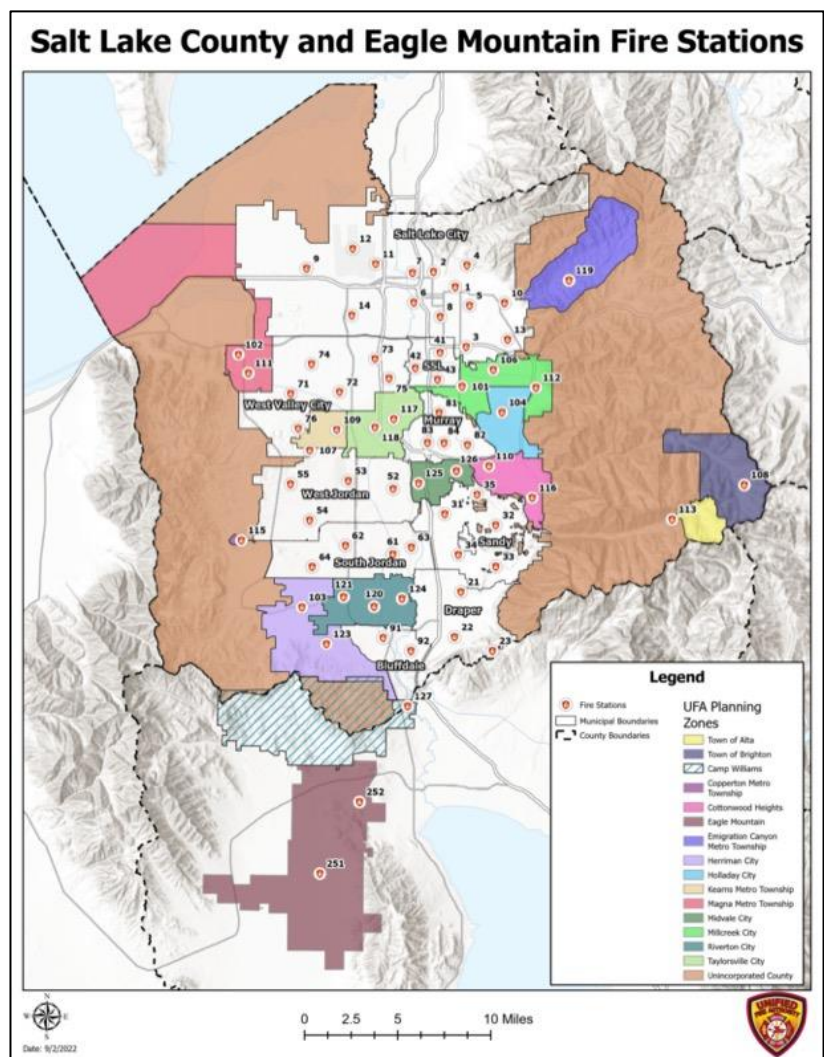 Salt Lake County and Eagle Mountain Fire Stations
Salt Lake City
12
9
11
7
2
4
119
1
6
5
10
14
8
13
3
41
102
111
74
73
42
SSL
106
43
101
112
71
72
75
104
West Valley City
81
76
109
117
Murray
118
83
84
82
107
110
126
108
55
53
52
125
35
116
West Jordan
54
31
32
113
115
Sandy
62
61
63
34
33
64
South Jordan
121
124
21
103
120
Draper
123
91
22
92
23
Bluffdale
127
252
251
Legend
Fire Stations
Municipal Boundaries
County Boundaries
UFA Planning
Zones
Town of Alta
Town of Brighton
Camp Williams
Copperton Metro
Township
Cottonwood Heights
Eagle Mountain
Emigration Canyon
Metro Township
Herriman City
Holladay City
Kearns Metro Township
Magna Metro Township
Midvale City
Millcreek City
Riverton City
Taylorsville City
Unincorporated County
N
W
E
S
Date: 9/2/2022
0 2.5 5 10 Miles
UNIFIED
FIRE AUTHORITY